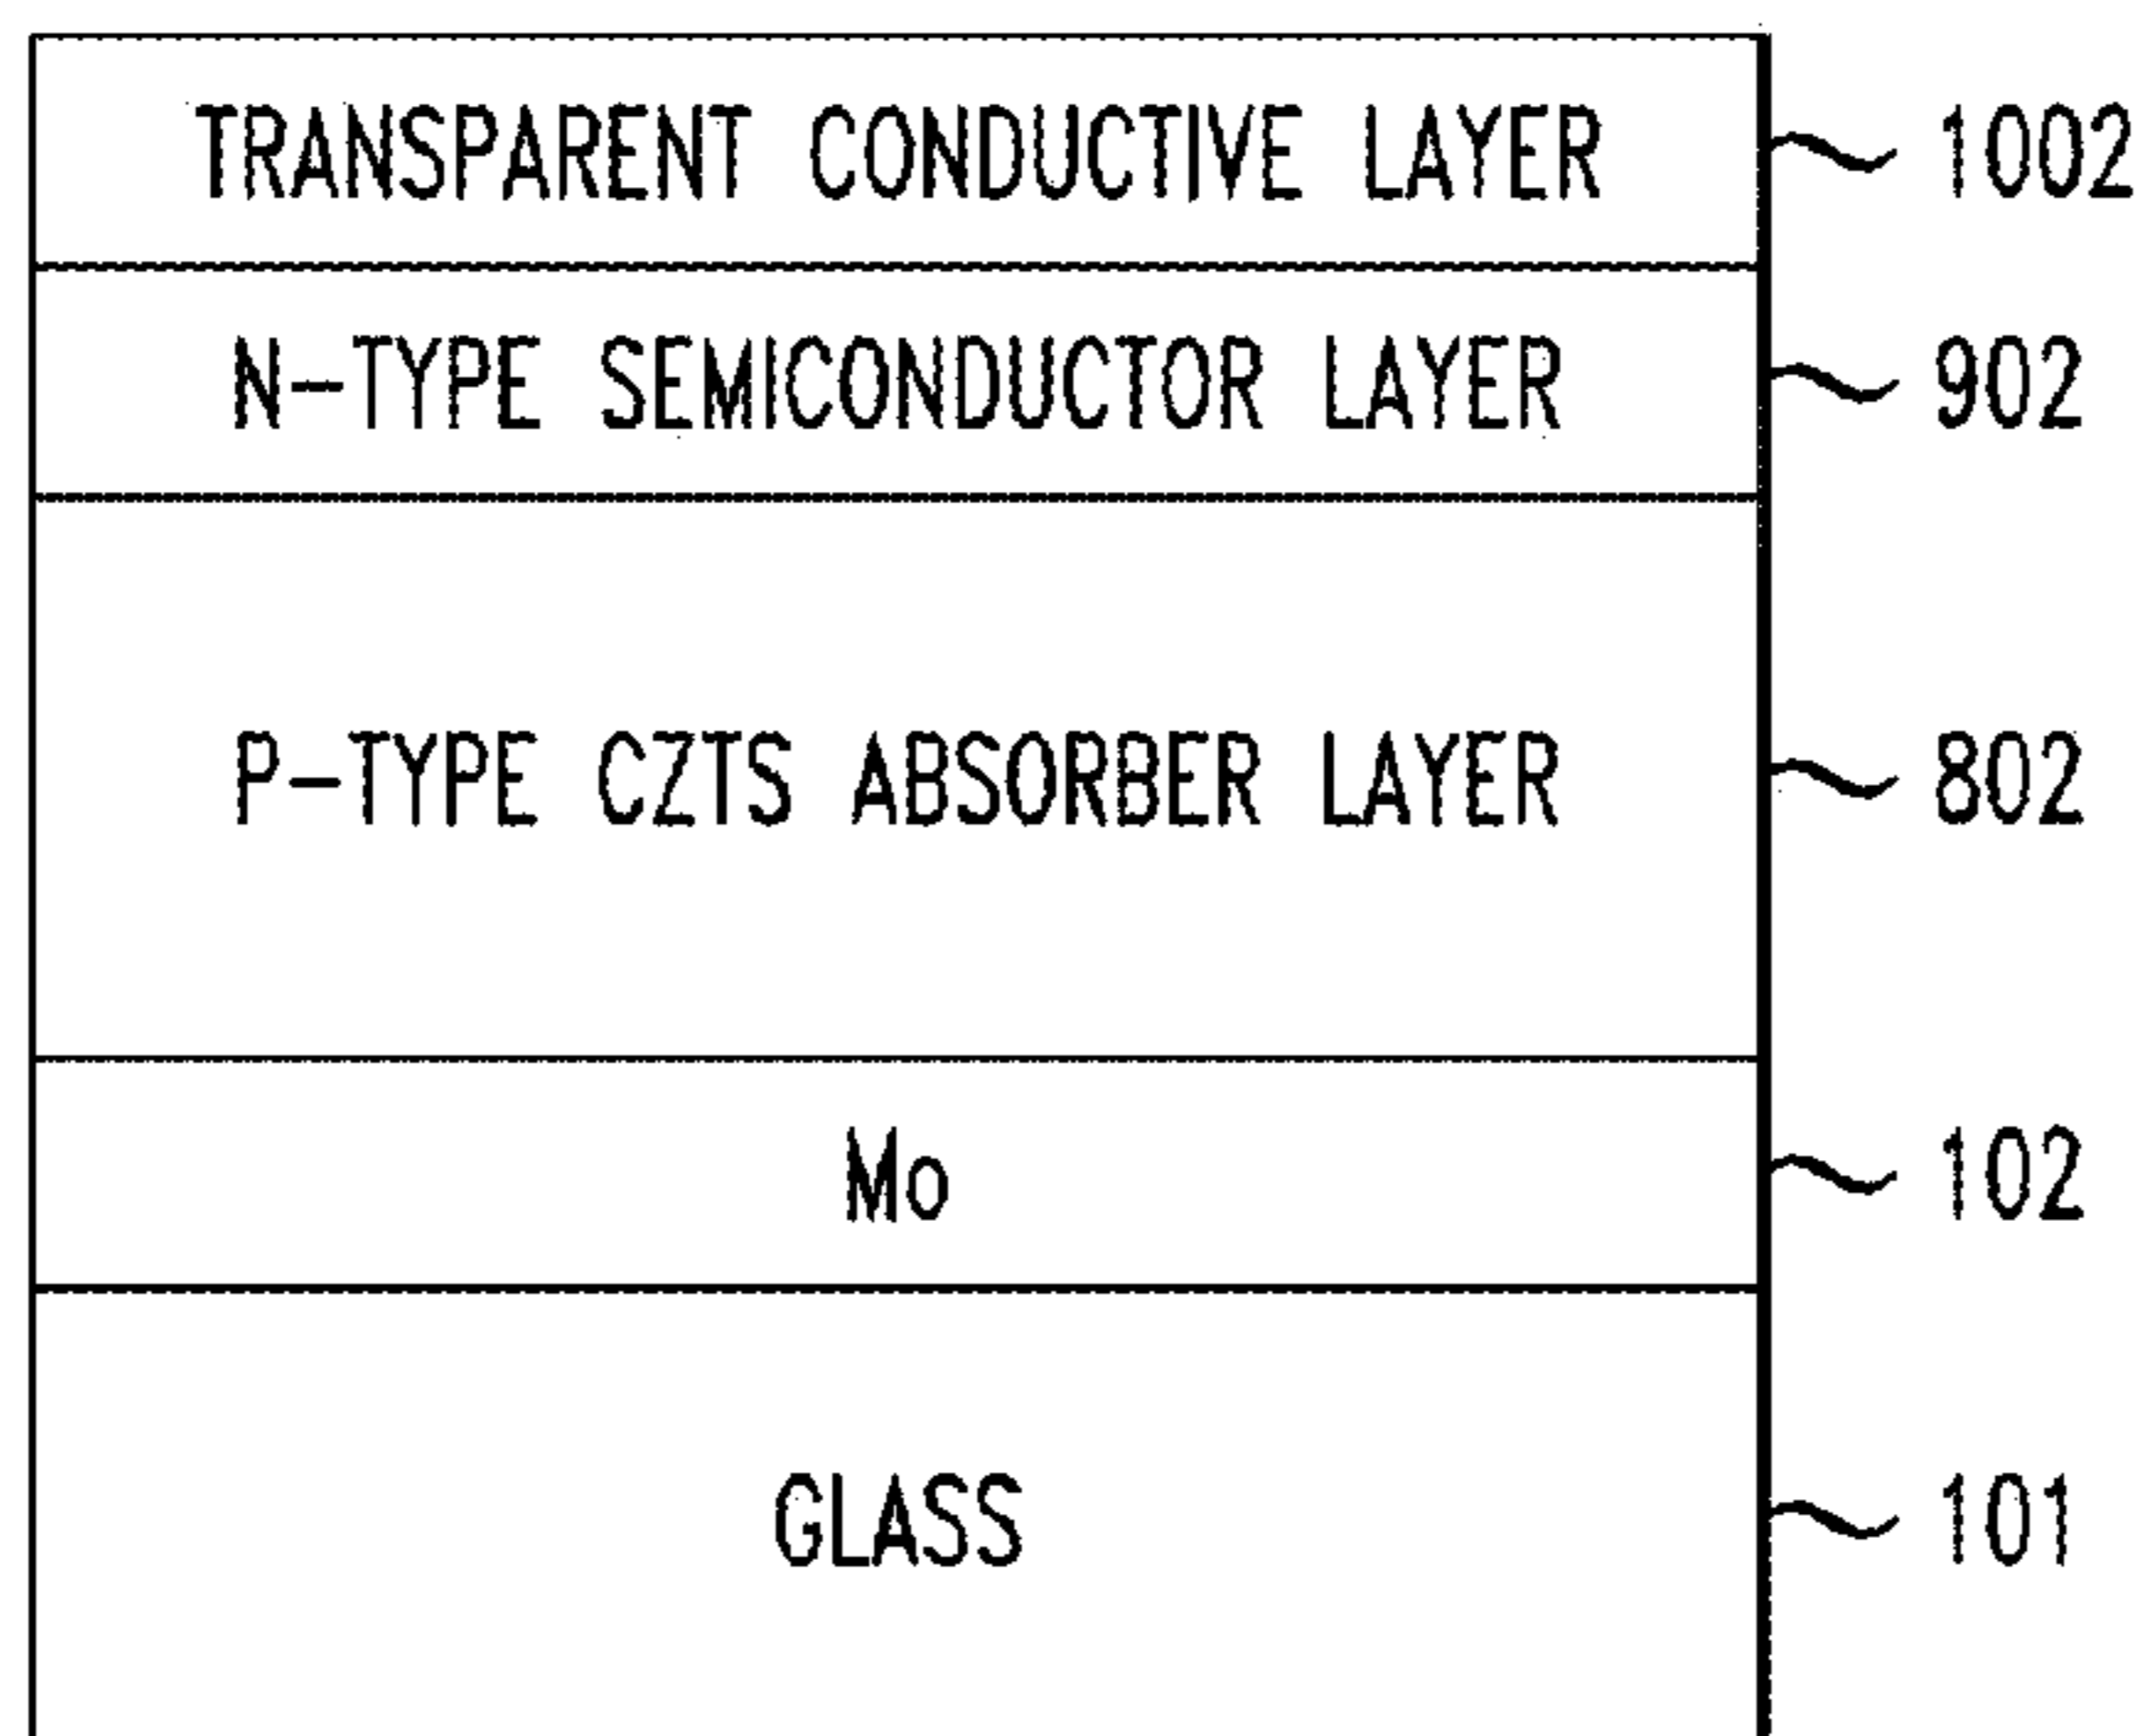 TRANSPARENT CONDUCTIVE LAYER 1002
N-TYPE SEMICONDUCTOR LAYER 902
P-TYPE CZTS ABSORBER LAYER 802
Mo 102
GLASS 101